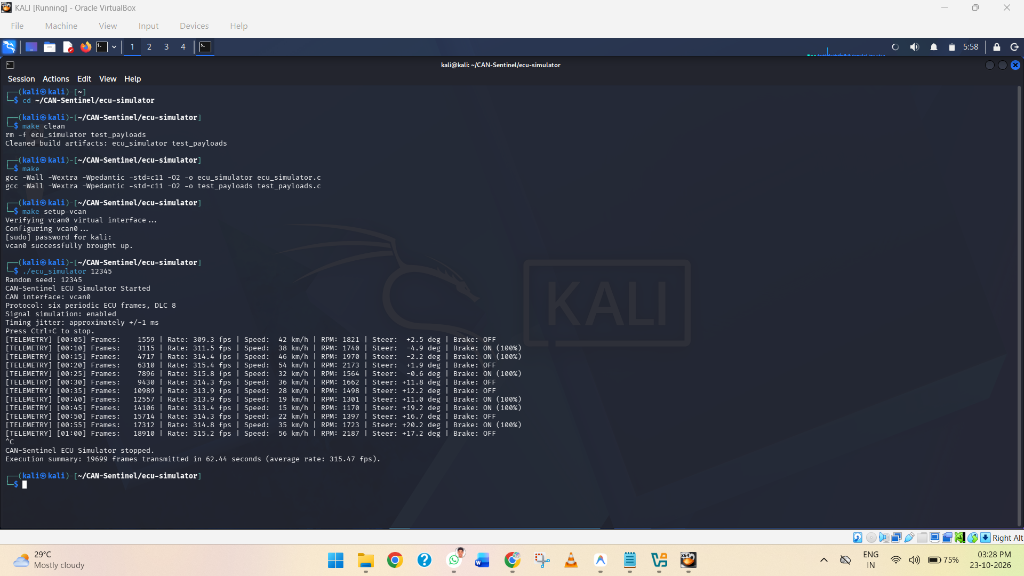 KALI [Running] - Oracle VirtualBox
File Machine View Input Devices Help
1 2 3 4
5:58
kali@kali: ~/CAN-Sentinel/ecu-simulator
Session Actions Edit View Help
┌──(kali㉿kali)-[~]
└─$ cd ~/CAN-Sentinel/ecu-simulator
┌──(kali㉿kali)-[~/CAN-Sentinel/ecu-simulator]
└─$ make clean
rm -f ecu_simulator test_payloads
Cleaned build artifacts: ecu_simulator test_payloads
┌──(kali㉿kali)-[~/CAN-Sentinel/ecu-simulator]
└─$ make
gcc -Wall -Wextra -Wpedantic -std=c11 -O2 -o ecu_simulator ecu_simulator.c
gcc -Wall -Wextra -Wpedantic -std=c11 -O2 -o test_payloads test_payloads.c
┌──(kali㉿kali)-[~/CAN-Sentinel/ecu-simulator]
└─$ make setup vcan
Verifying vcan0 virtual interface...
Configuring vcan0...
[sudo] password for kali:
vcan0 successfully brought up.
┌──(kali㉿kali)-[~/CAN-Sentinel/ecu-simulator]
└─$ ./ecu_simulator 12345
Random seed: 12345
CAN-Sentinel ECU Simulator Started
CAN interface: vcan0
Protocol: six periodic ECU frames, DLC 8
Signal simulation: enabled
Timing jitter: approximately +/-1 ms
Press Ctrl+C to stop.
[TELEMETRY] [00:05] Frames: 1559 | Rate: 309.3 fps | Speed: 42 km/h | RPM: 1821 | Steer: +2.5 deg | Brake: OFF
[TELEMETRY] [00:10] Frames: 3115 | Rate: 311.5 fps | Speed: 38 km/h | RPM: 1740 | Steer: 4.9 deg | Brake: ON (100%)
[TELEMETRY] [00:15] Frames: 4717 | Rate: 314.4 fps | Speed: 46 km/h | RPM: 1970 | Steer: -2.2 deg | Brake: ON (100%)
[TELEMETRY] [00:20] Frames: 6310 | Rate: 315.4 fps | Speed: 54 km/h | RPM: 2173 | Steer: +1.9 deg | Brake: OFF
[TELEMETRY] [00:25] Frames: 7896 | Rate: 315.8 fps | Speed: 32 km/h | RPM: 1564 | Steer: -0.6 deg | Brake: ON (100%)
[TELEMETRY] [00:30] Frames: 9430 | Rate: 314.3 fps | Speed: 36 km/h | RPM: 1662 | Steer: +11.8 deg | Brake: OFF
[TELEMETRY] [00:35] Frames: 10989 | Rate: 313.9 fps | Speed: 28 km/h | RPM: 1498 | Steer: +12.2 deg | Brake: OFF
[TELEMETRY] [00:40] Frames: 12557 | Rate: 313.9 fps | Speed: 19 km/h | RPM: 1301 | Steer: +11.0 deg | Brake: ON (100%)
[TELEMETRY] [00:45] Frames: 14106 | Rate: 313.4 fps | Speed: 15 km/h | RPM: 1170 | Steer: +19.2 deg | Brake: ON (100%)
[TELEMETRY] [00:50] Frames: 15714 | Rate: 314.3 fps | Speed: 22 km/h | RPM: 1397 | Steer: +16.7 deg | Brake: OFF
[TELEMETRY] [00:55] Frames: 17312 | Rate: 314.8 fps | Speed: 35 km/h | RPM: 1723 | Steer: +20.2 deg | Brake: ON (100%)
[TELEMETRY] [01:00] Frames: 18910 | Rate: 315.2 fps | Speed: 56 km/h | RPM: 2187 | Steer: +17.2 deg | Brake: OFF
^C
CAN-Sentinel ECU Simulator stopped.
Execution summary: 19699 frames transmitted in 62.44 seconds (average rate: 315.47 fps).
┌──(kali㉿kali)-[~/CAN-Sentinel/ecu-simulator]
└─$
KALI
Right Alt
29°C
Mostly cloudy
ENG
IN
75%
03:28 PM
23-10-2026